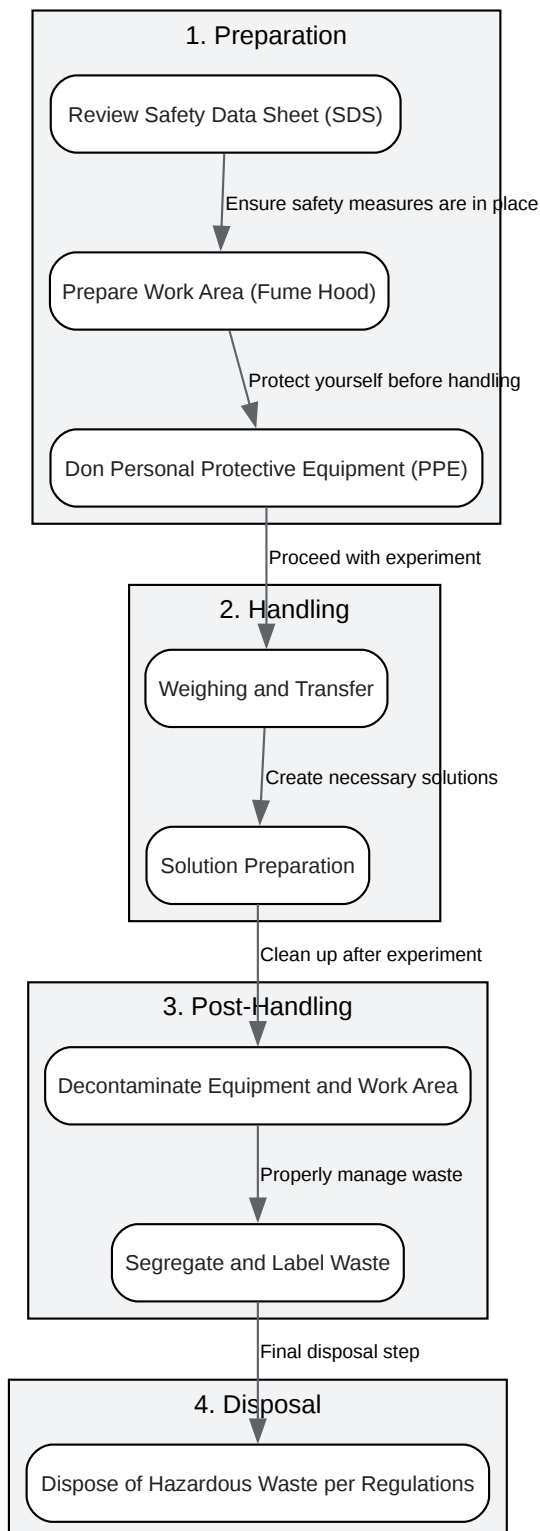 1. Preparation
Review Safety Data Sheet (SDS)
Ensure safety measures are in place
Prepare Work Area (Fume Hood)
Protect yourself before handling
Don Personal Protective Equipment (PPE)
Proceed with experiment
2. Handling
Weighing and Transfer
Create necessary solutions
Solution Preparation
Clean up after experiment
3. Post-Handling
Decontaminate Equipment and Work Area
Properly manage waste
Segregate and Label Waste
Final disposal step
4. Disposal
Dispose of Hazardous Waste per Regulations